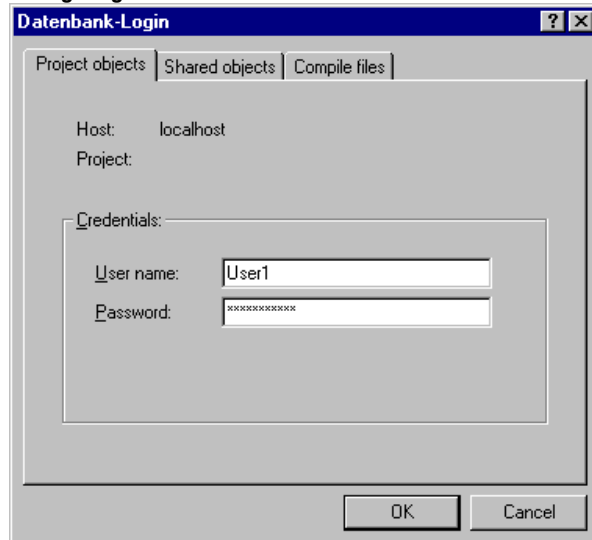 Datenbank-Login
Project objects Shared objects Compile files
Host: localhost
Project:
Credentials:
User name: User1
Password: ***********
OK Cancel